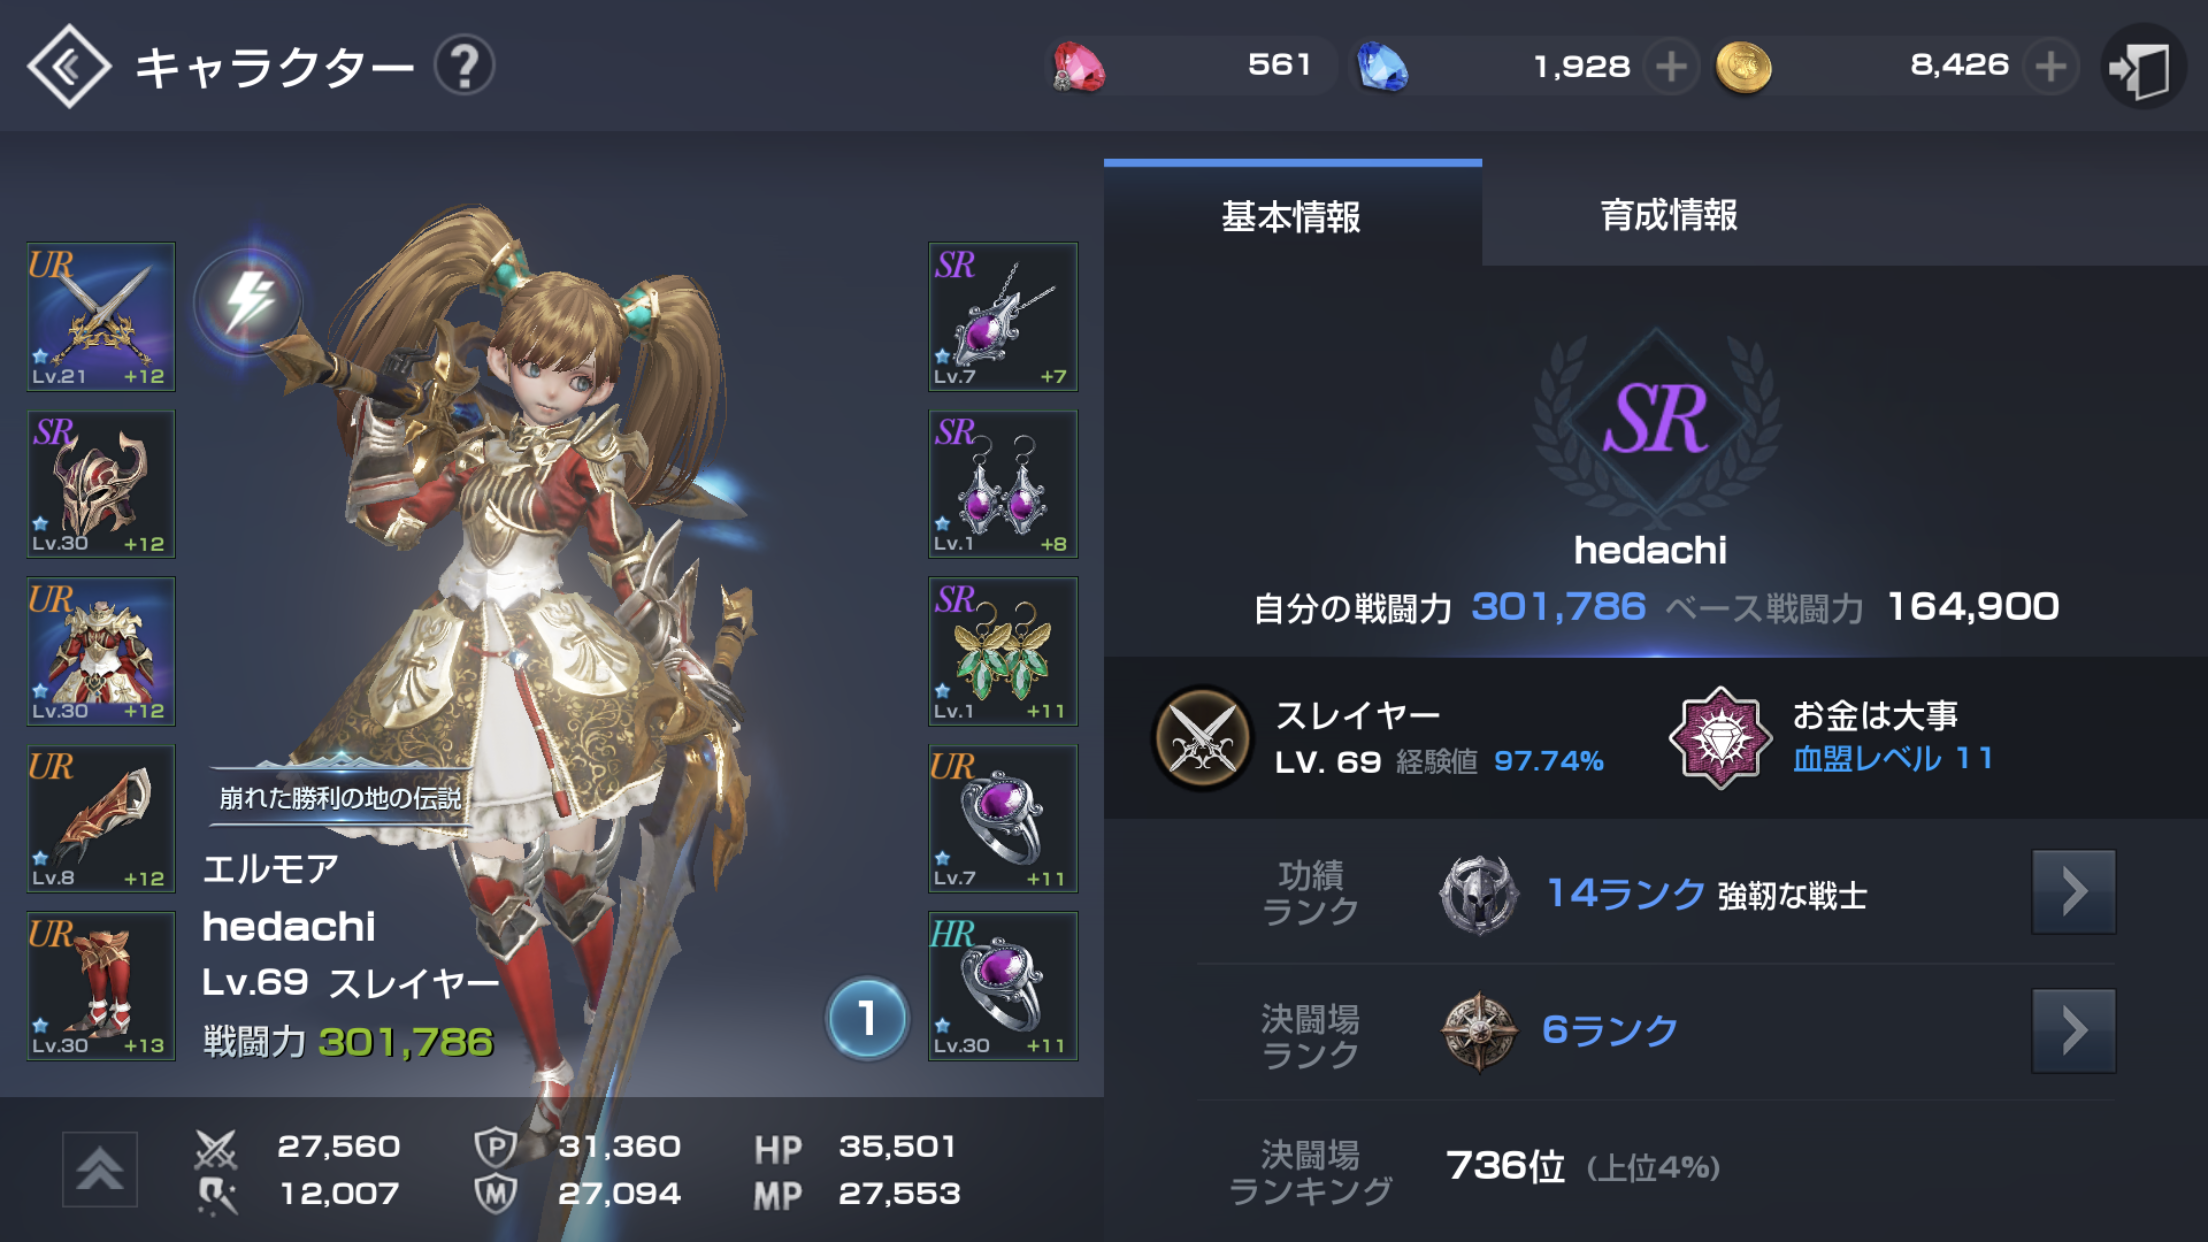 キャラクター ?
561 1,928 8,426
基本情報 育成情報
UR Lv.21 +12
SR Lv.30 +12
UR Lv.30 +12
UR Lv.8 +12
UR Lv.30 +13
SR Lv.7 +7
SR Lv.1 +8
SR Lv.1 +11
UR Lv.7 +11
HR Lv.30 +11
崩れた勝利の地の伝説
エルモア
hedachi
Lv.69 スレイヤー
戦闘力 301,786
1
27,560 P 31,360 HP 35,501
12,007 M 27,094 MP 27,553
SR
hedachi
自分の戦闘力 301,786 ベース戦闘力 164,900
スレイヤー
LV. 69 経験値 97.74%
お金は大事
血盟レベル 11
功績
ランク
14ランク 強靭な戦士
決闘場
ランク
6ランク
決闘場
ランキング
736位 (上位4%)